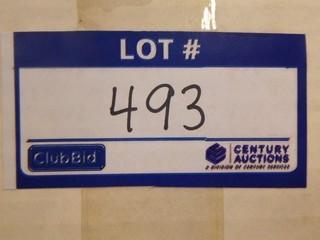 LOT #
493
ClubBid
CENTURY
AUCTIONS
A DIVISION OF CENTURY SERVICES